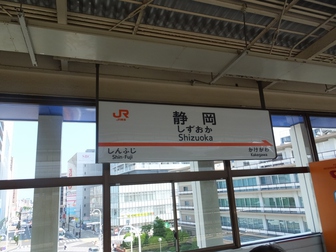 JR
静岡
しずおか
Shizuoka
しんふじ
Shin-Fuji
かけがわ
Kakegawa